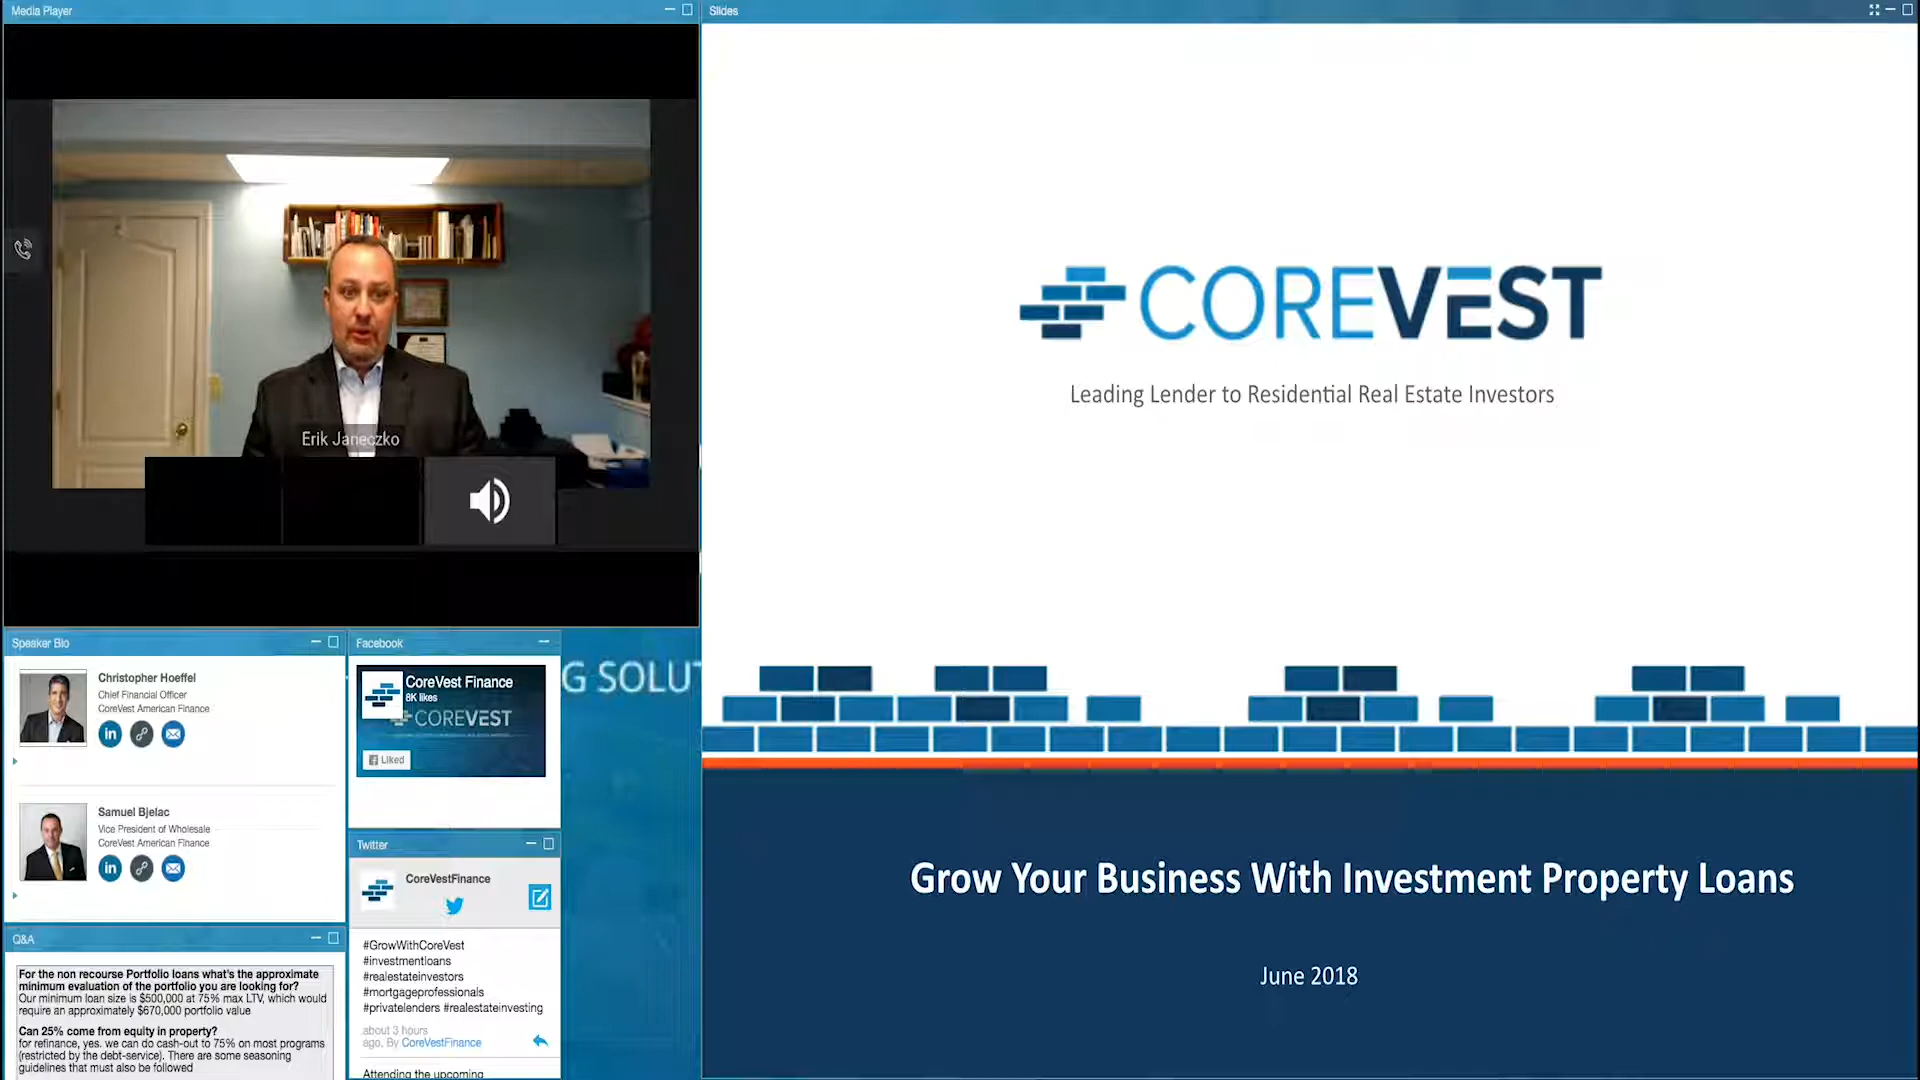 Media Player
Erik Janeczko
Slides
COREVEST
Leading Lender to Residential Real Estate Investors
Grow Your Business With Investment Property Loans
June 2018
Speaker Bio
Christopher Hoeffel
Chief Financial Officer
CoreVest American Finance
in
Samuel Bjelac
Vice President of Wholesale
CoreVest American Finance
in
Q&A
For the non recourse Portfolio loans what's the approximate
minimum evaluation of the portfolio you are looking for?
Our minimum loan size is $500,000 at 75% max LTV, which would
require an approximately $670,000 portfolio value
Can 25% come from equity in property?
for refinance, yes. we can do cash-out to 75% on most programs
(restricted by the debt-service). There are some seasoning
guidelines that must also be followed
Facebook
CoreVest Finance
8K likes
COREVEST
Liked
G SOLUT
Twitter
CoreVestFinance
#GrowWithCoreVest
#investmentloans
#realestateinvestors
#mortgageprofessionals
#privatelenders #realestateinvesting
about 3 hours
ago. By CoreVestFinance
Attending the upcoming